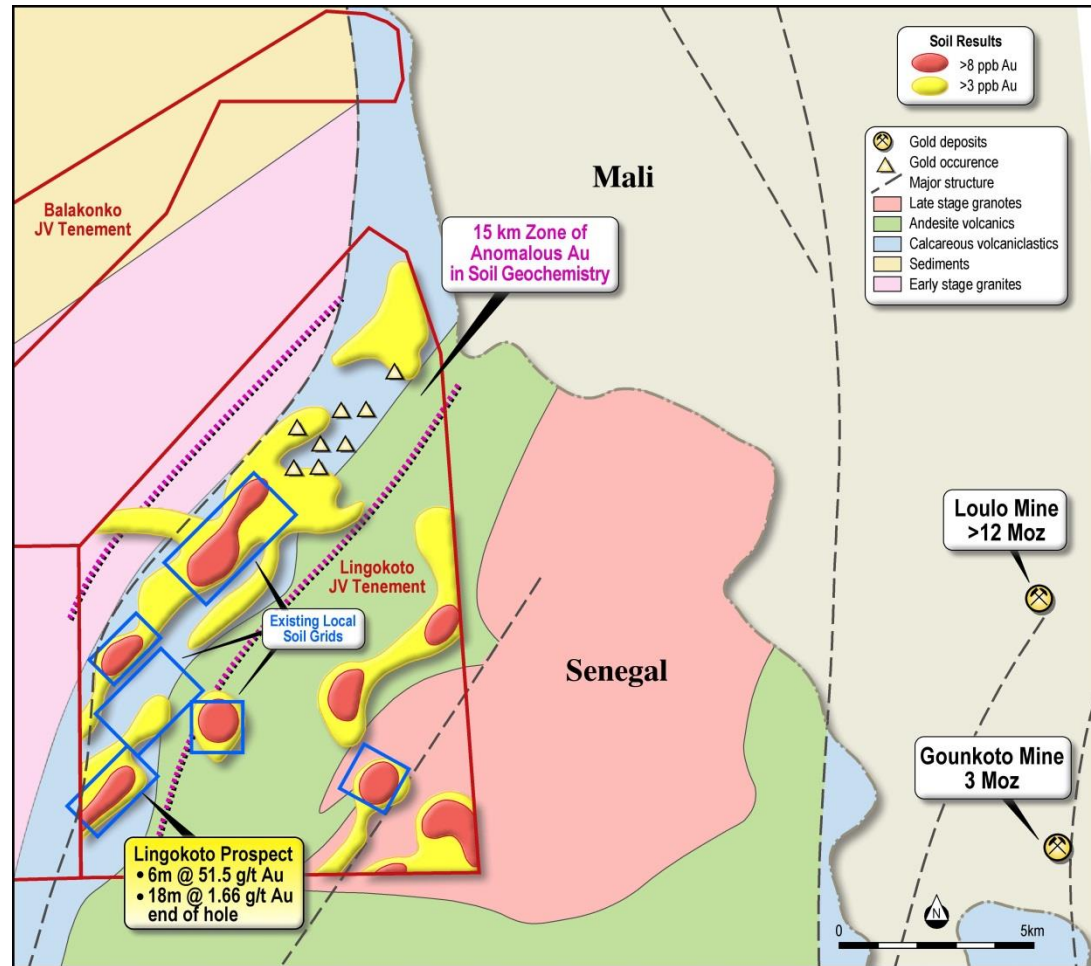 Soil Results
>8 ppb Au
>3 ppb Au
Gold deposits
Gold occurence
Major structure
Late stage granotes
Andesite volcanics
Calcareous volcaniclastics
Sediments
Early stage granites
Mali
Balakonko
JV Tenement
15 km Zone of
Anomalous Au
in Soil Geochemistry
Loulo Mine
>12 Moz
Lingokoto
JV Tenement
Existing Local
Soil Grids
Senegal
Gounkoto Mine
3 Moz
Lingokoto Prospect
• 6m @ 51.5 g/t Au
• 18m @ 1.66 g/t Au
end of hole
N
0 5km